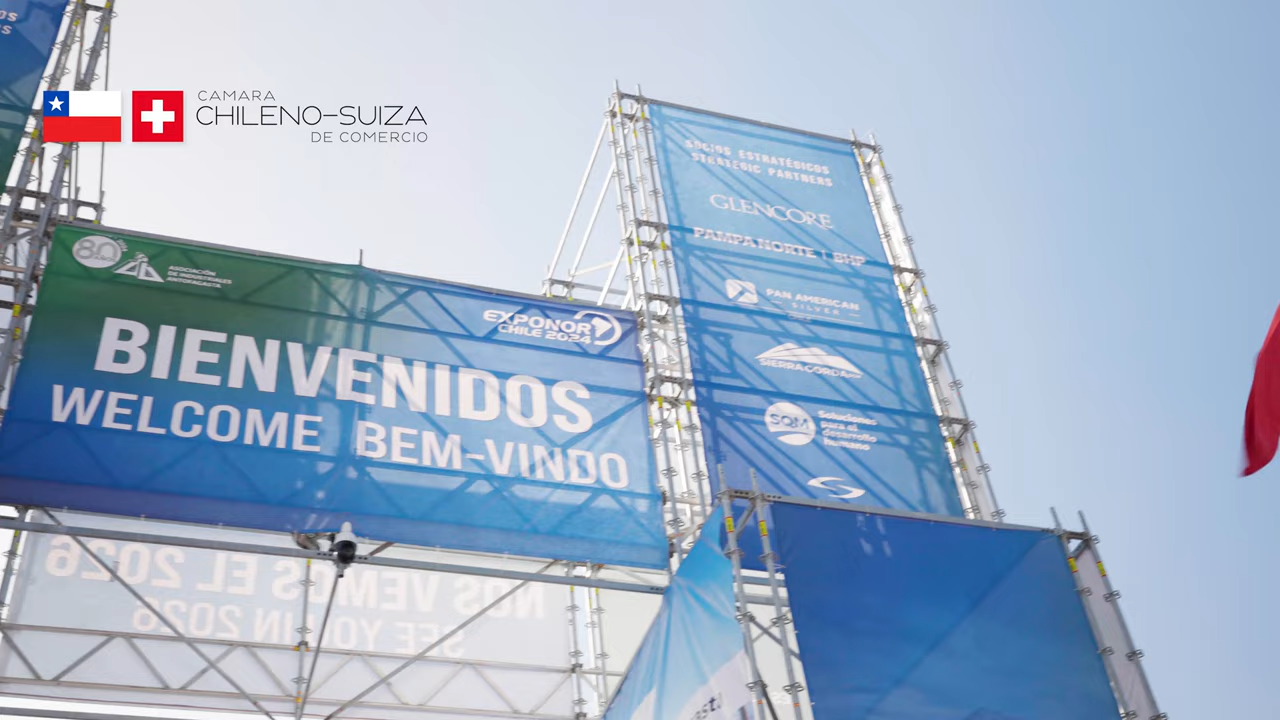 CAMARA
CHILENO-SUIZA
DE COMERCIO
80
ASOCIACIÓN
DE INDUSTRIALES
ANTOFAGASTA
EXPONOR
CHILE 2024
BIENVENIDOS
WELCOME BEM-VINDO
SOCIOS ESTRATÉGICOS
STRATEGIC PARTNERS
GLENCORE
PAMPA NORTE | BHP
PAN AMERICAN
SILVER
SIERRA GORDA
SQM
Soluciones
para el
desarrollo
humano
NOS VEMOS EL 2026
SEE YOU IN 2026